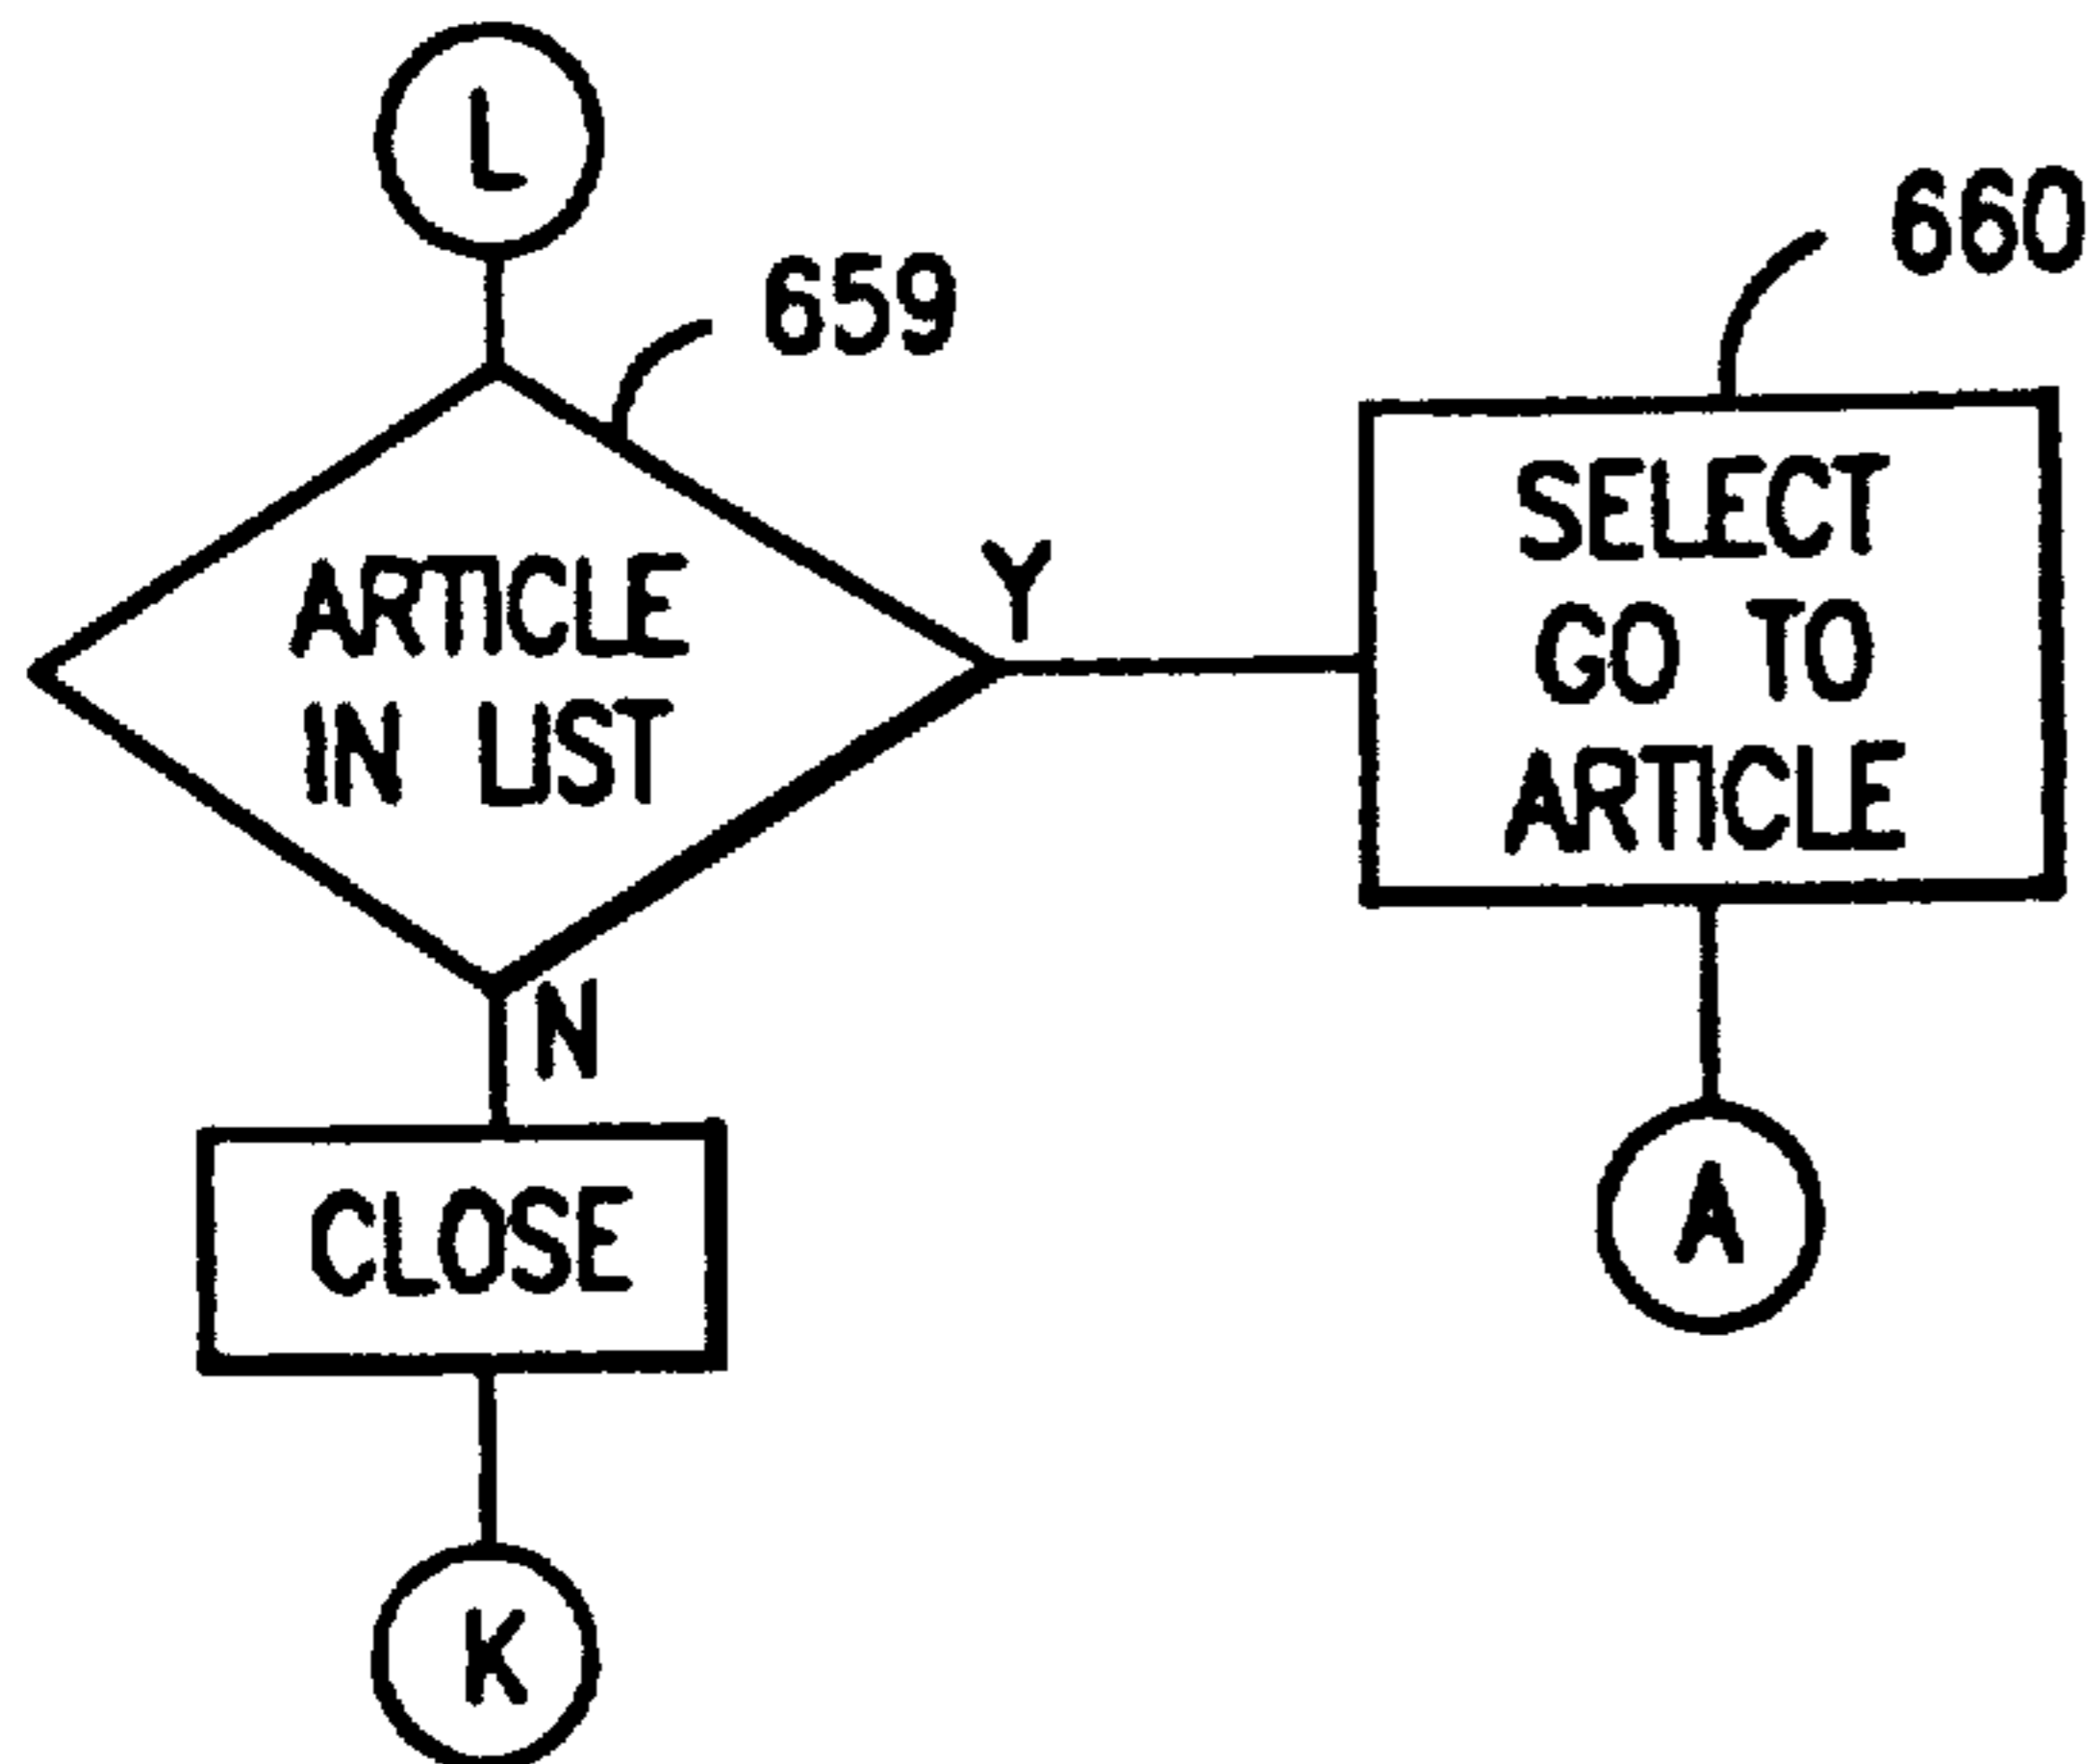 L
659
660
ARTICLE
IN LIST
Y
SELECT
GO TO
ARTICLE
N
CLOSE
A
K